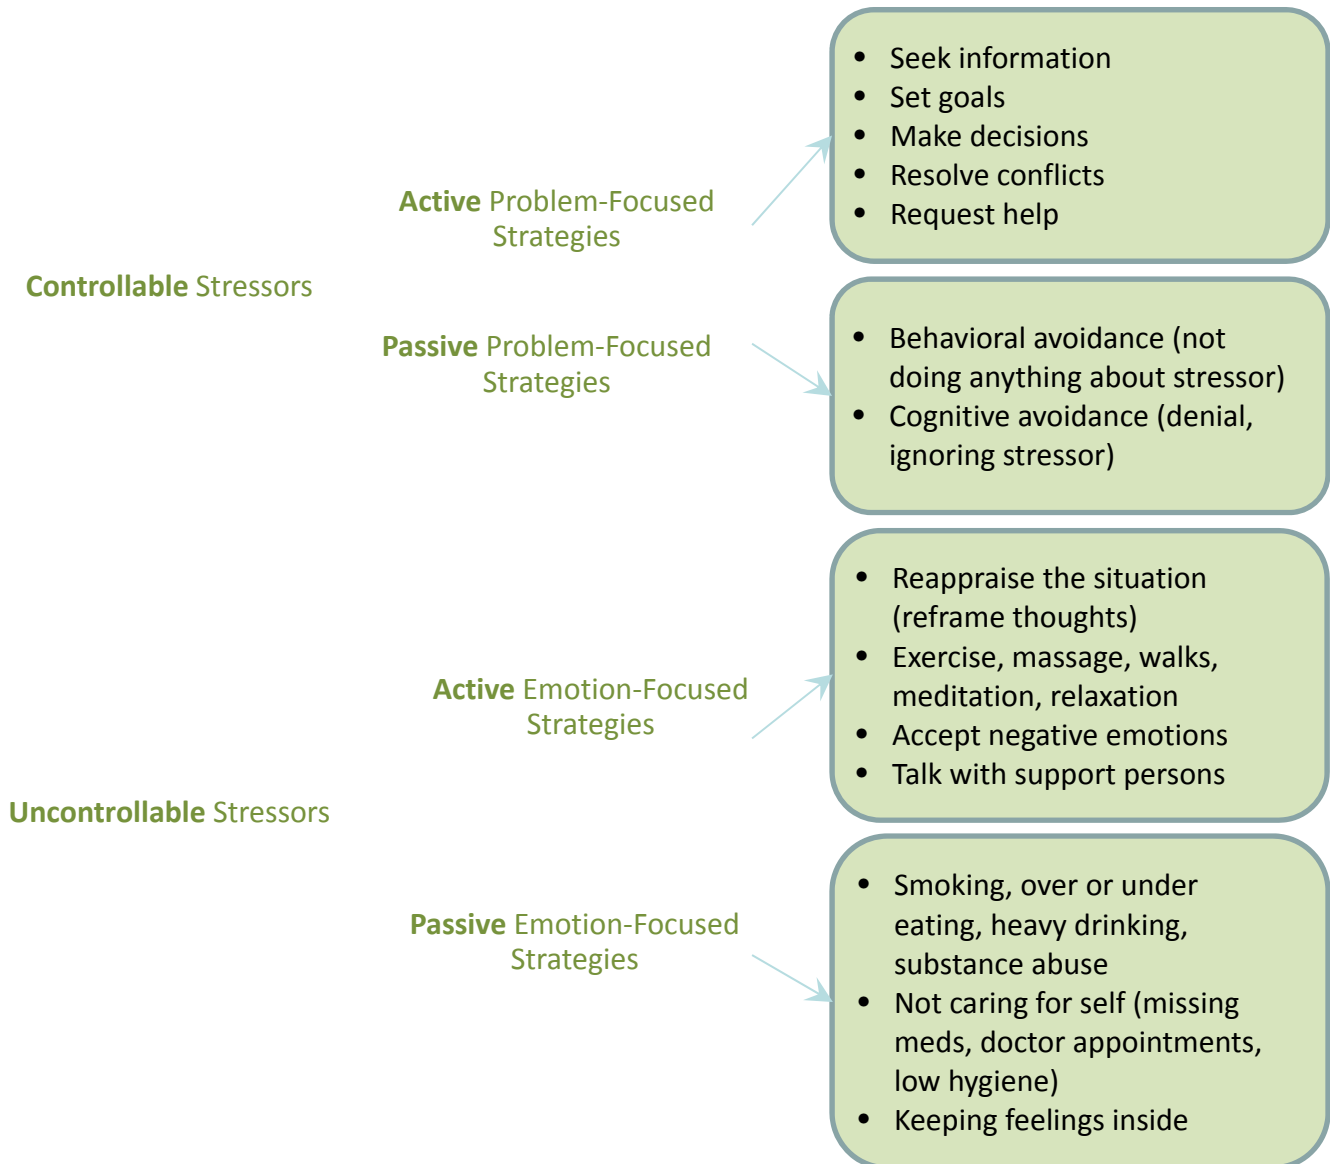 Controllable Stressors
Active Problem-Focused
Strategies
• Seek information
• Set goals
• Make decisions
• Resolve conflicts
• Request help
Passive Problem-Focused
Strategies
• Behavioral avoidance (not
doing anything about stressor)
• Cognitive avoidance (denial,
ignoring stressor)
Uncontrollable Stressors
Active Emotion-Focused
Strategies
• Reappraise the situation
(reframe thoughts)
• Exercise, massage, walks,
meditation, relaxation
• Accept negative emotions
• Talk with support persons
Passive Emotion-Focused
Strategies
• Smoking, over or under
eating, heavy drinking,
substance abuse
• Not caring for self (missing
meds, doctor appointments,
low hygiene)
• Keeping feelings inside